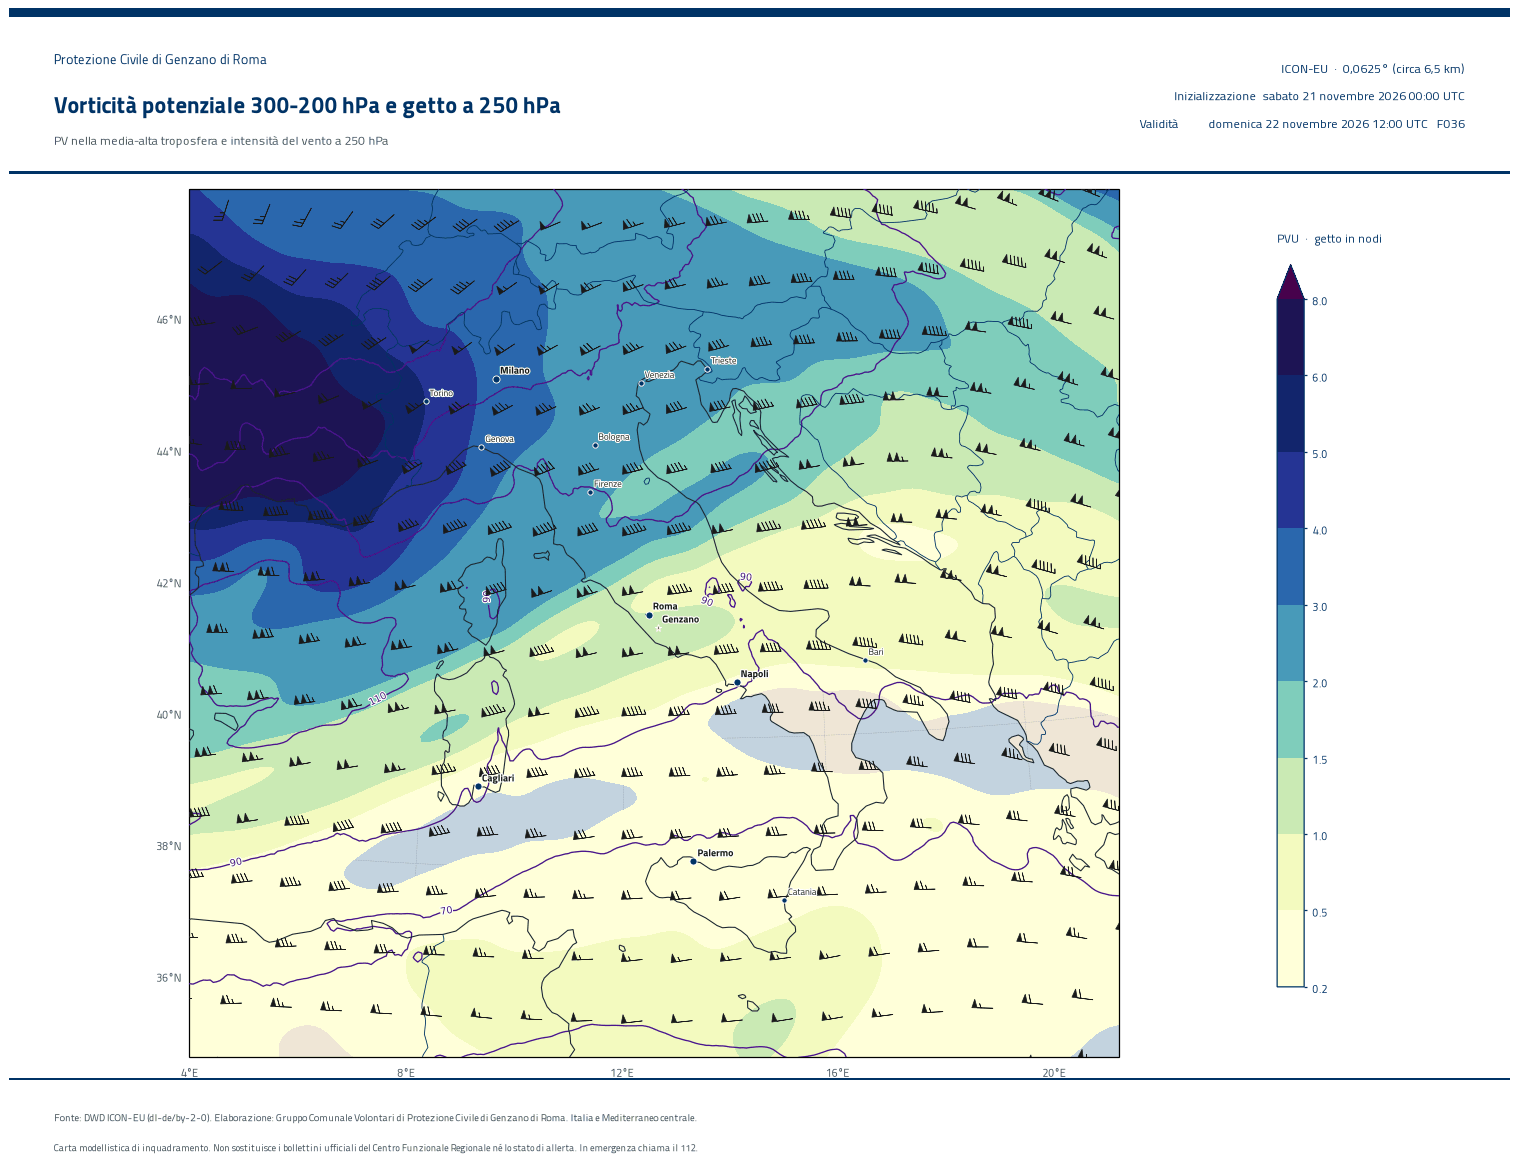 Protezione Civile di Genzano di Roma
Vorticità potenziale 300-200 hPa e getto a 250 hPa
PV nella media-alta troposfera e intensità del vento a 250 hPa
ICON-EU · 0,0625° (circa 6,5 km)
Inizializzazione sabato 21 novembre 2026 00:00 UTC
Validità domenica 22 novembre 2026 12:00 UTC F036
PVU · getto in nodi
8.0
6.0
5.0
4.0
3.0
2.0
1.5
1.0
0.5
0.2
46°N
44°N
42°N
40°N
38°N
36°N
4°E
8°E
12°E
16°E
20°E
Trieste
Milano
Venezia
Torino
Bologna
Genova
Firenze
90
90
Roma
Genzano
Bari
Napoli
110
Cagliari
90
Palermo
Catania
70
Fonte: DWD ICON-EU (dl-de/by-2-0). Elaborazione: Gruppo Comunale Volontari di Protezione Civile di Genzano di Roma. Italia e Mediterraneo centrale.
Carta modellistica di inquadramento. Non sostituisce i bollettini ufficiali del Centro Funzionale Regionale né lo stato di allerta. In emergenza chiama il 112.